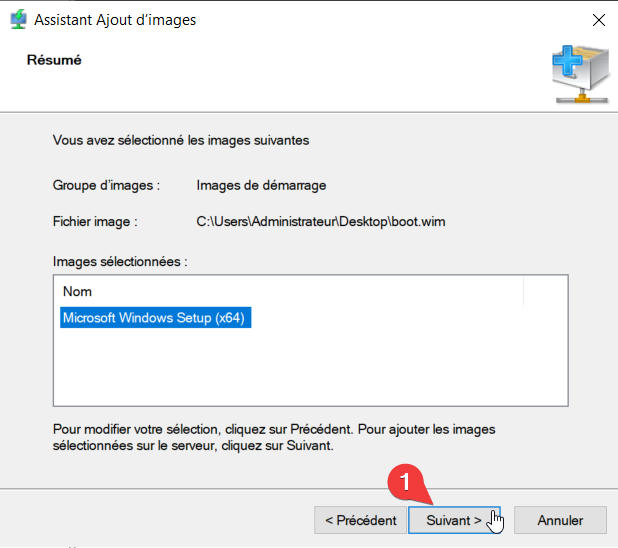 Assistant Ajout d’images
Résumé
Vous avez sélectionné les images suivantes
Groupe d’images : Images de démarrage
Fichier image : C:\Users\Administrateur\Desktop\boot.wim
Images sélectionnées :
Nom
Microsoft Windows Setup (x64)
Pour modifier votre sélection, cliquez sur Précédent. Pour ajouter les images
sélectionnées sur le serveur, cliquez sur Suivant.
1
< Précédent Suivant > Annuler